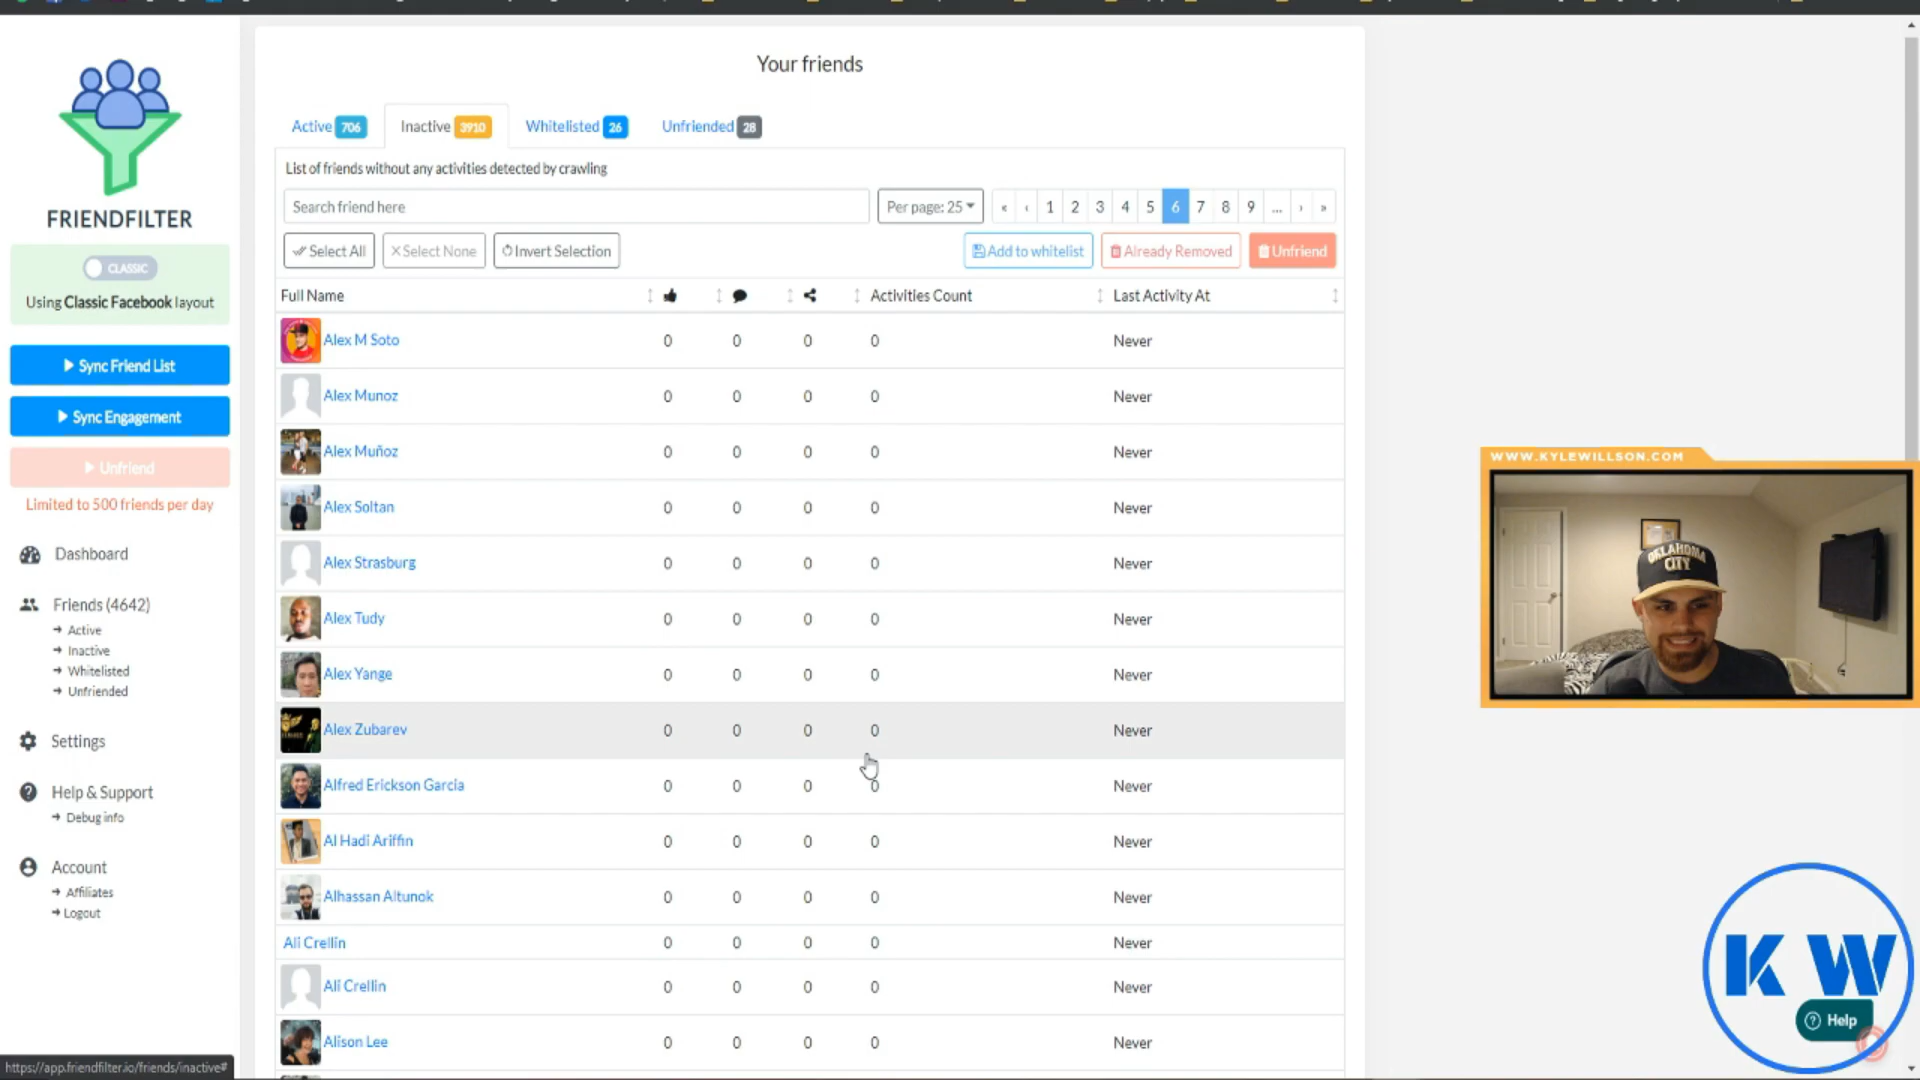 Your friends
FRIENDFILTER
CLASSIC
Using Classic Facebook layout
Sync Friend List
Sync Engagement
Unfriend
Limited to 500 friends per day
Dashboard
Friends (4642)
Active
Inactive
Whitelisted
Unfriended
Settings
Help & Support
Debug info
Account
Affiliates
Logout
https://app.friendfilter.io/friends/inactive#
Active 706 Inactive 3910 Whitelisted 26 Unfriended 28
List of friends without any activities detected by crawling
Search friend here Per page: 25 « ‹ 1 2 3 4 5 6 7 8 9 ... › »
Select All Select None Invert Selection Add to whitelist Already Removed Unfriend
Full Name Activities Count Last Activity At
Alex M Soto 0 0 0 0 Never
Alex Munoz 0 0 0 0 Never
Alex Muñoz 0 0 0 0 Never
Alex Soltan 0 0 0 0 Never
Alex Strasburg 0 0 0 0 Never
Alex Tudy 0 0 0 0 Never
Alex Yange 0 0 0 0 Never
Alex Zubarev 0 0 0 0 Never
Alfred Erickson Garcia 0 0 0 0 Never
Al Hadi Ariffin 0 0 0 0 Never
Alhassan Altunok 0 0 0 0 Never
Ali Crellin 0 0 0 0 Never
Ali Crellin 0 0 0 0 Never
Alison Lee 0 0 0 0 Never
WWW.KYLEWILLSON.COM
OKLAHOMA
CITY
K W
Help